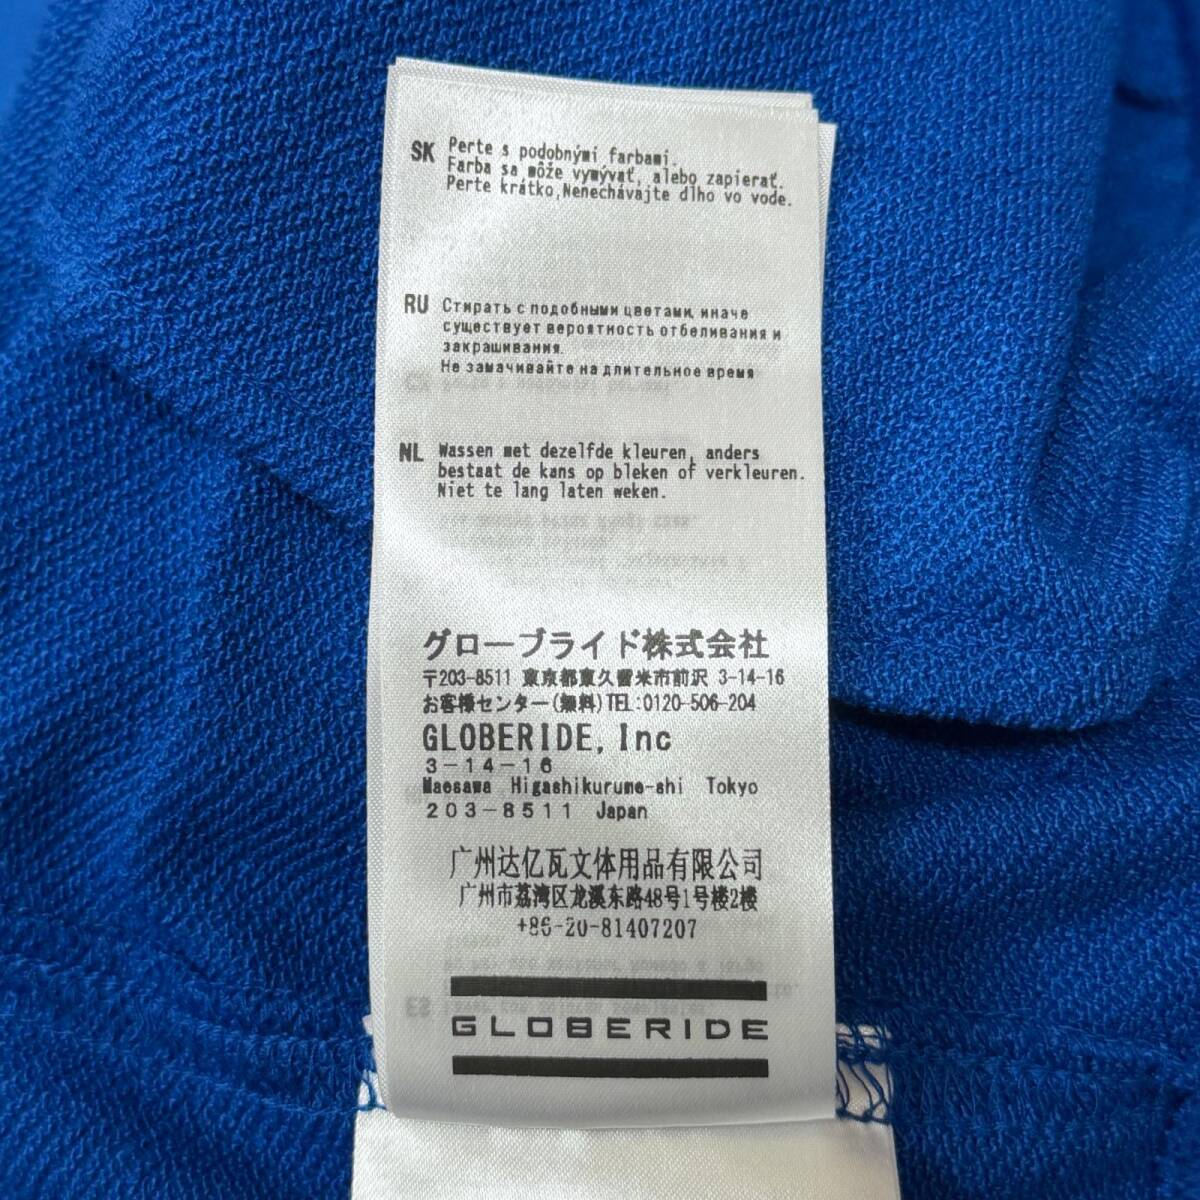 SK Perte s podobnými farbami.
Farba sa môže vymývať, alebo zapierať.
Perte krátko,Nenechávajte dlho vo vode.
RU Стирать с подобными цветами, иначе
существует вероятность отбеливания и
закрашивания.
Не замачивайте на длительное время
NL Wassen met dezelfde kleuren, anders
bestaat de kans op bleken of verkleuren.
Niet te lang laten weken.
グローブライド株式会社
〒203-8511 東京都東久留米市前沢 3-14-16
お客様センター(無料)TEL:0120-506-204
GLOBERIDE, Inc
3-14-16
Maesawa Higashikurume-shi Tokyo
203-8511 Japan
广州达亿瓦文体用品有限公司
广州市荔湾区龙溪东路48号1号楼2楼
+86-20-81407207
GLOBERIDE